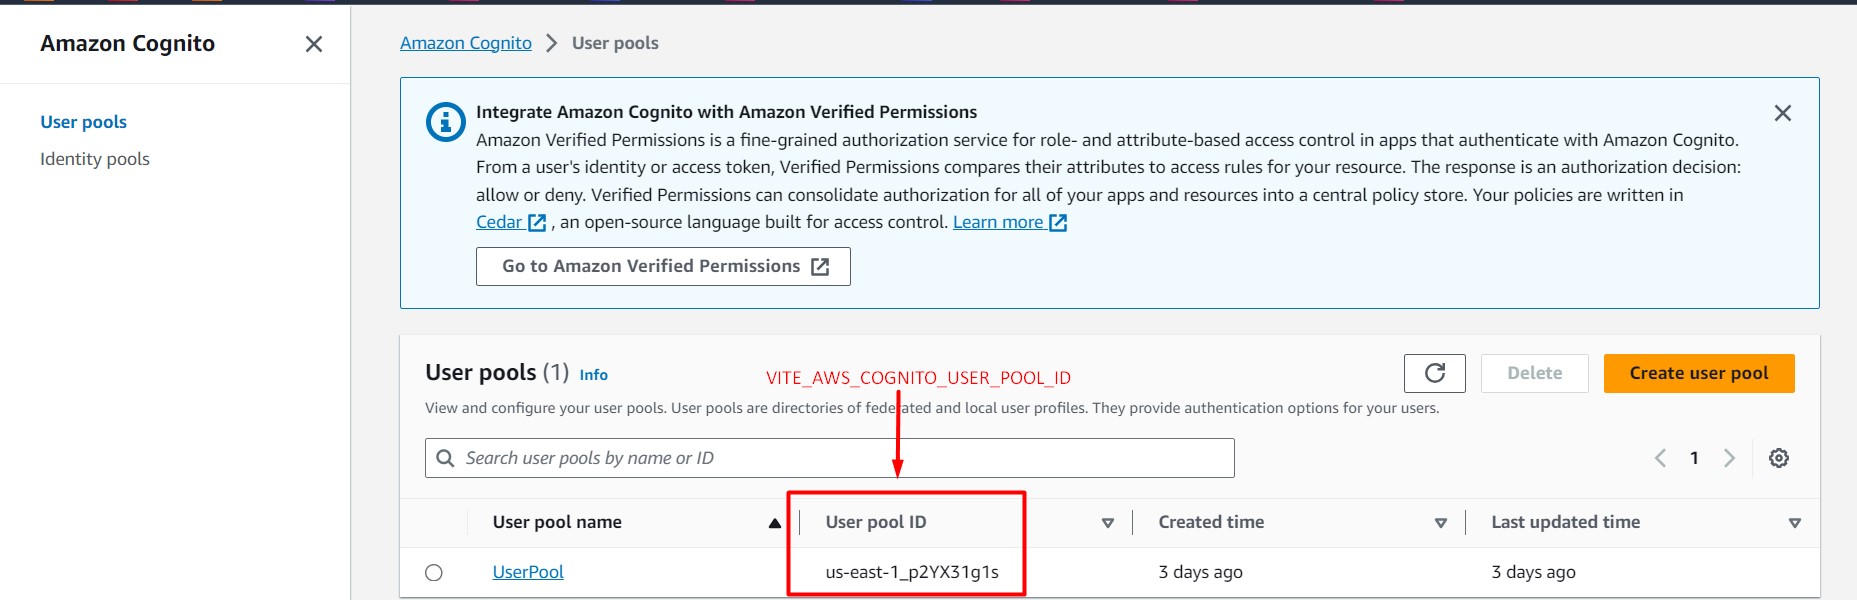 Amazon Cognito
User pools
Identity pools
Amazon Cognito > User pools
Integrate Amazon Cognito with Amazon Verified Permissions
Amazon Verified Permissions is a fine-grained authorization service for role- and attribute-based access control in apps that authenticate with Amazon Cognito.
From a user's identity or access token, Verified Permissions compares their attributes to access rules for your resource. The response is an authorization decision:
allow or deny. Verified Permissions can consolidate authorization for all of your apps and resources into a central policy store. Your policies are written in
Cedar , an open-source language built for access control. Learn more
Go to Amazon Verified Permissions
User pools (1) Info
VITE_AWS_COGNITO_USER_POOL_ID
Delete
Create user pool
View and configure your user pools. User pools are directories of federated and local user profiles. They provide authentication options for your users.
Search user pools by name or ID
1
User pool name User pool ID Created time Last updated time
UserPool us-east-1_p2YX31g1s 3 days ago 3 days ago